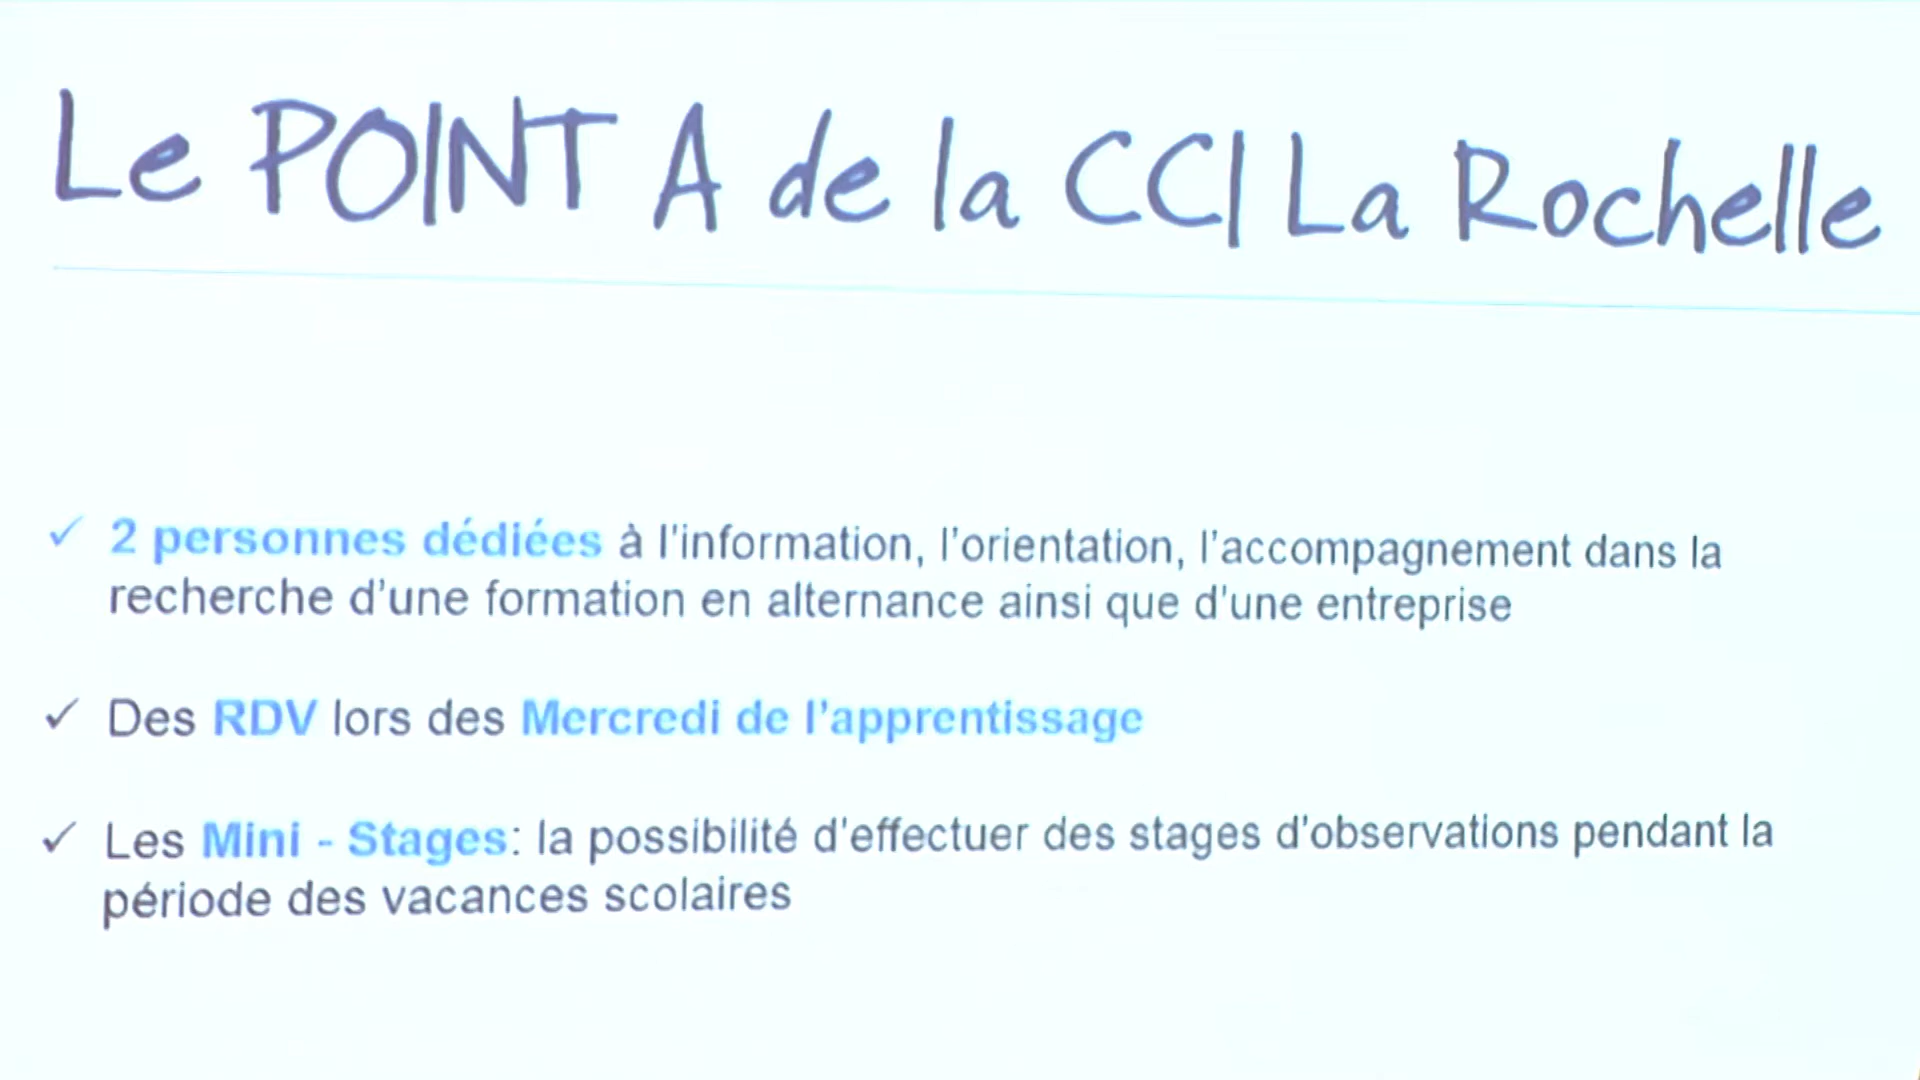 Le POINT A de la CCI La Rochelle
✓ 2 personnes dédiées à l'information, l'orientation, l'accompagnement dans la
recherche d'une formation en alternance ainsi que d'une entreprise
✓ Des RDV lors des Mercredi de l'apprentissage
✓ Les Mini - Stages: la possibilité d'effectuer des stages d'observations pendant la
période des vacances scolaires